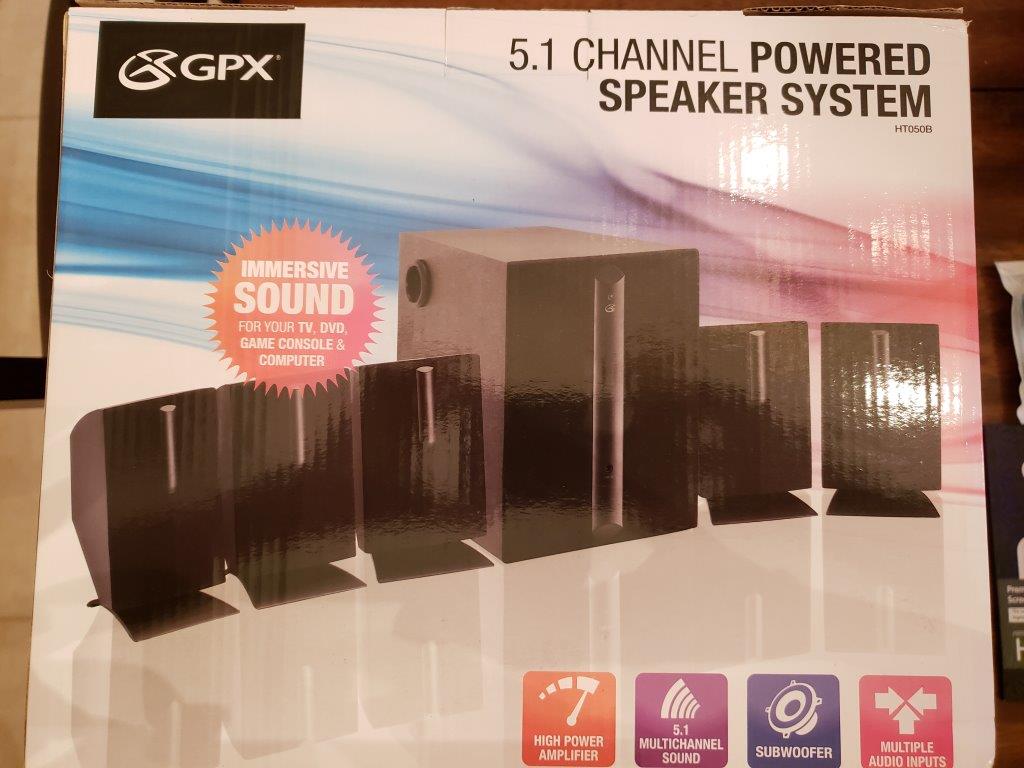 GPX®
5.1 CHANNEL POWERED
SPEAKER SYSTEM
HT050B
IMMERSIVE
SOUND
FOR YOUR TV, DVD,
GAME CONSOLE &
COMPUTER
HIGH POWER
AMPLIFIER
5.1
MULTICHANNEL
SOUND
SUBWOOFER
MULTIPLE
AUDIO INPUTS